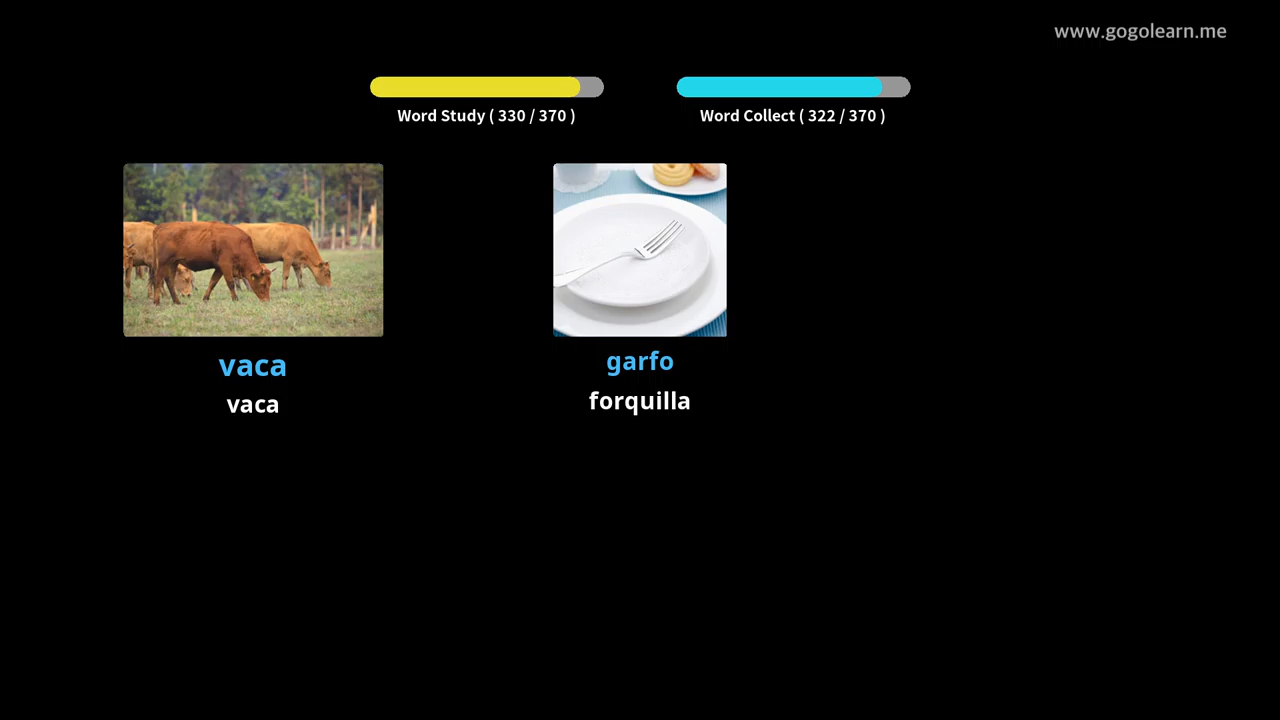 www.gogolearn.me
Word Study ( 330 / 370 )
Word Collect ( 322 / 370 )
vaca
vaca
garfo
forquilla